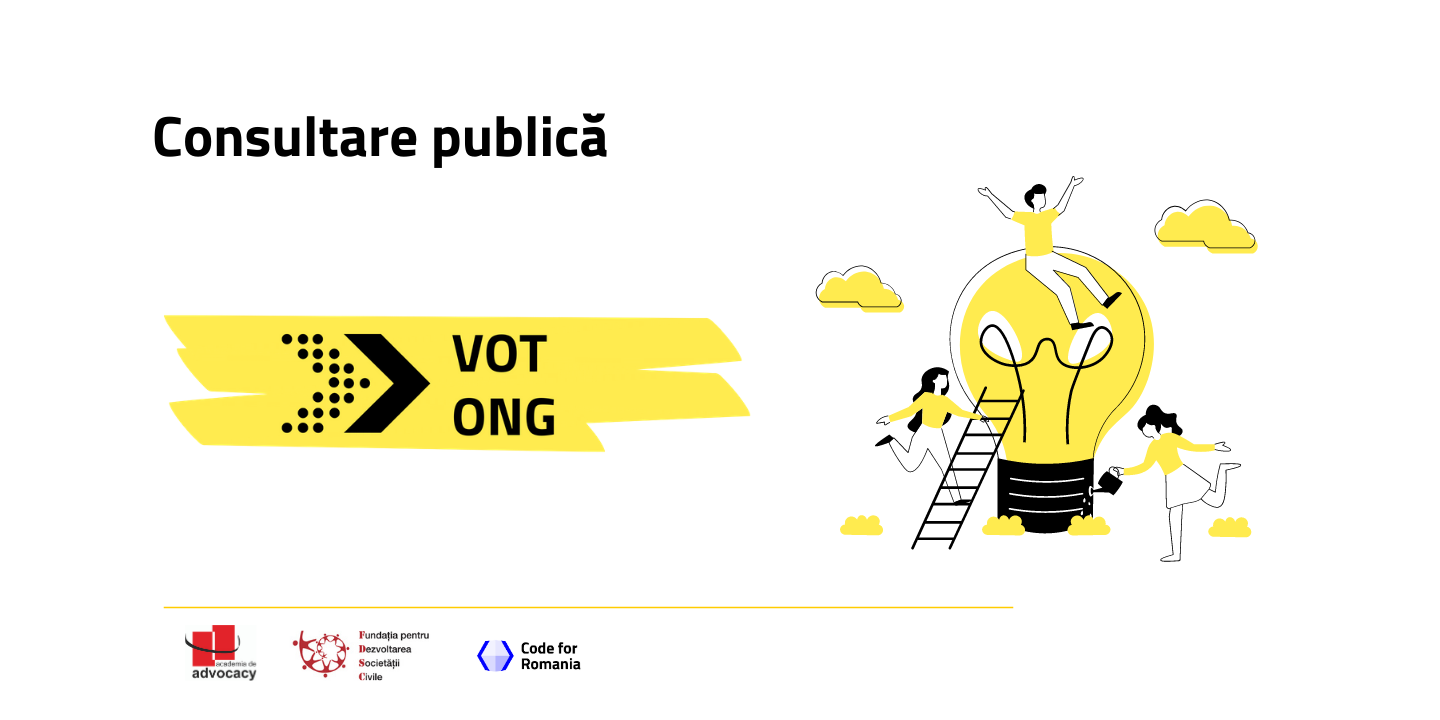 Consultare publică
VOT
ONG
academia de
advocacy
Fundația pentru
Dezvoltarea
Societății
Civile
Code for
Romania